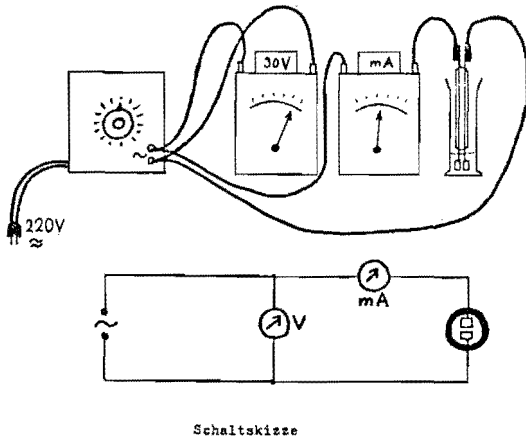 30V
mA
~
220V
≈
~
V
mA
Schaltskizze